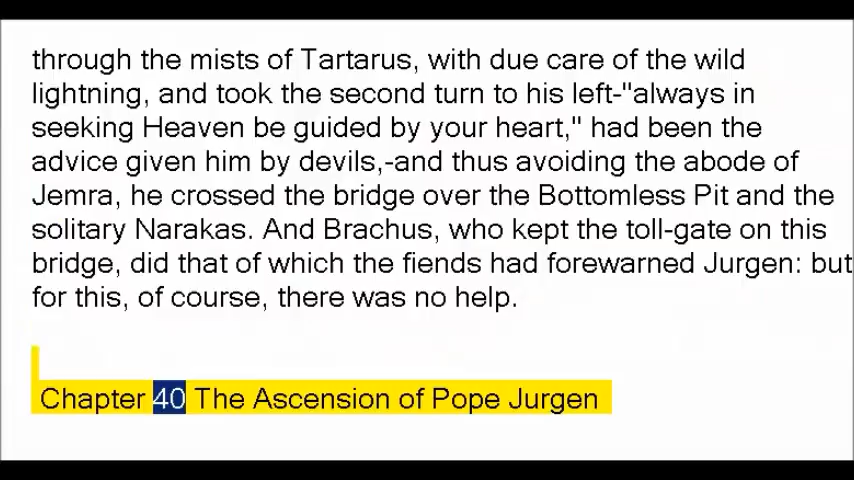 through the mists of Tartarus, with due care of the wild
lightning, and took the second turn to his left-"always in
seeking Heaven be guided by your heart," had been the
advice given him by devils,-and thus avoiding the abode of
Jemra, he crossed the bridge over the Bottomless Pit and the
solitary Narakas. And Brachus, who kept the toll-gate on this
bridge, did that of which the fiends had forewarned Jurgen: but
for this, of course, there was no help.
Chapter 40 The Ascension of Pope Jurgen